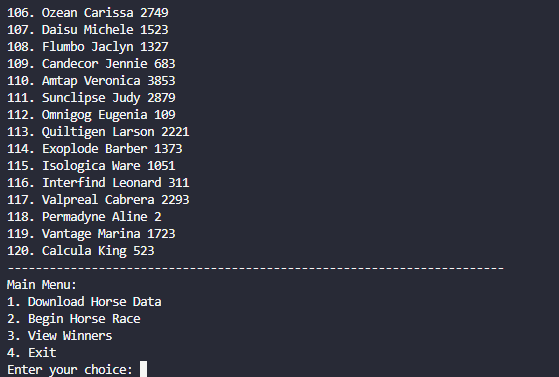 106. Ozean Carissa 2749
107. Daisu Michele 1523
108. Flumbo Jaclyn 1327
109. Candecor Jennie 683
110. Amtap Veronica 3853
111. Sunclipse Judy 2879
112. Omnigog Eugenia 109
113. Quiltigen Larson 2221
114. Exoplode Barber 1373
115. Isologica Ware 1051
116. Interfind Leonard 311
117. Valpreal Cabrera 2293
118. Permadyne Aline 2
119. Vantage Marina 1723
120. Calcula King 523
-----------------------------------------------------------------------
Main Menu:
1. Download Horse Data
2. Begin Horse Race
3. View Winners
4. Exit
Enter your choice: